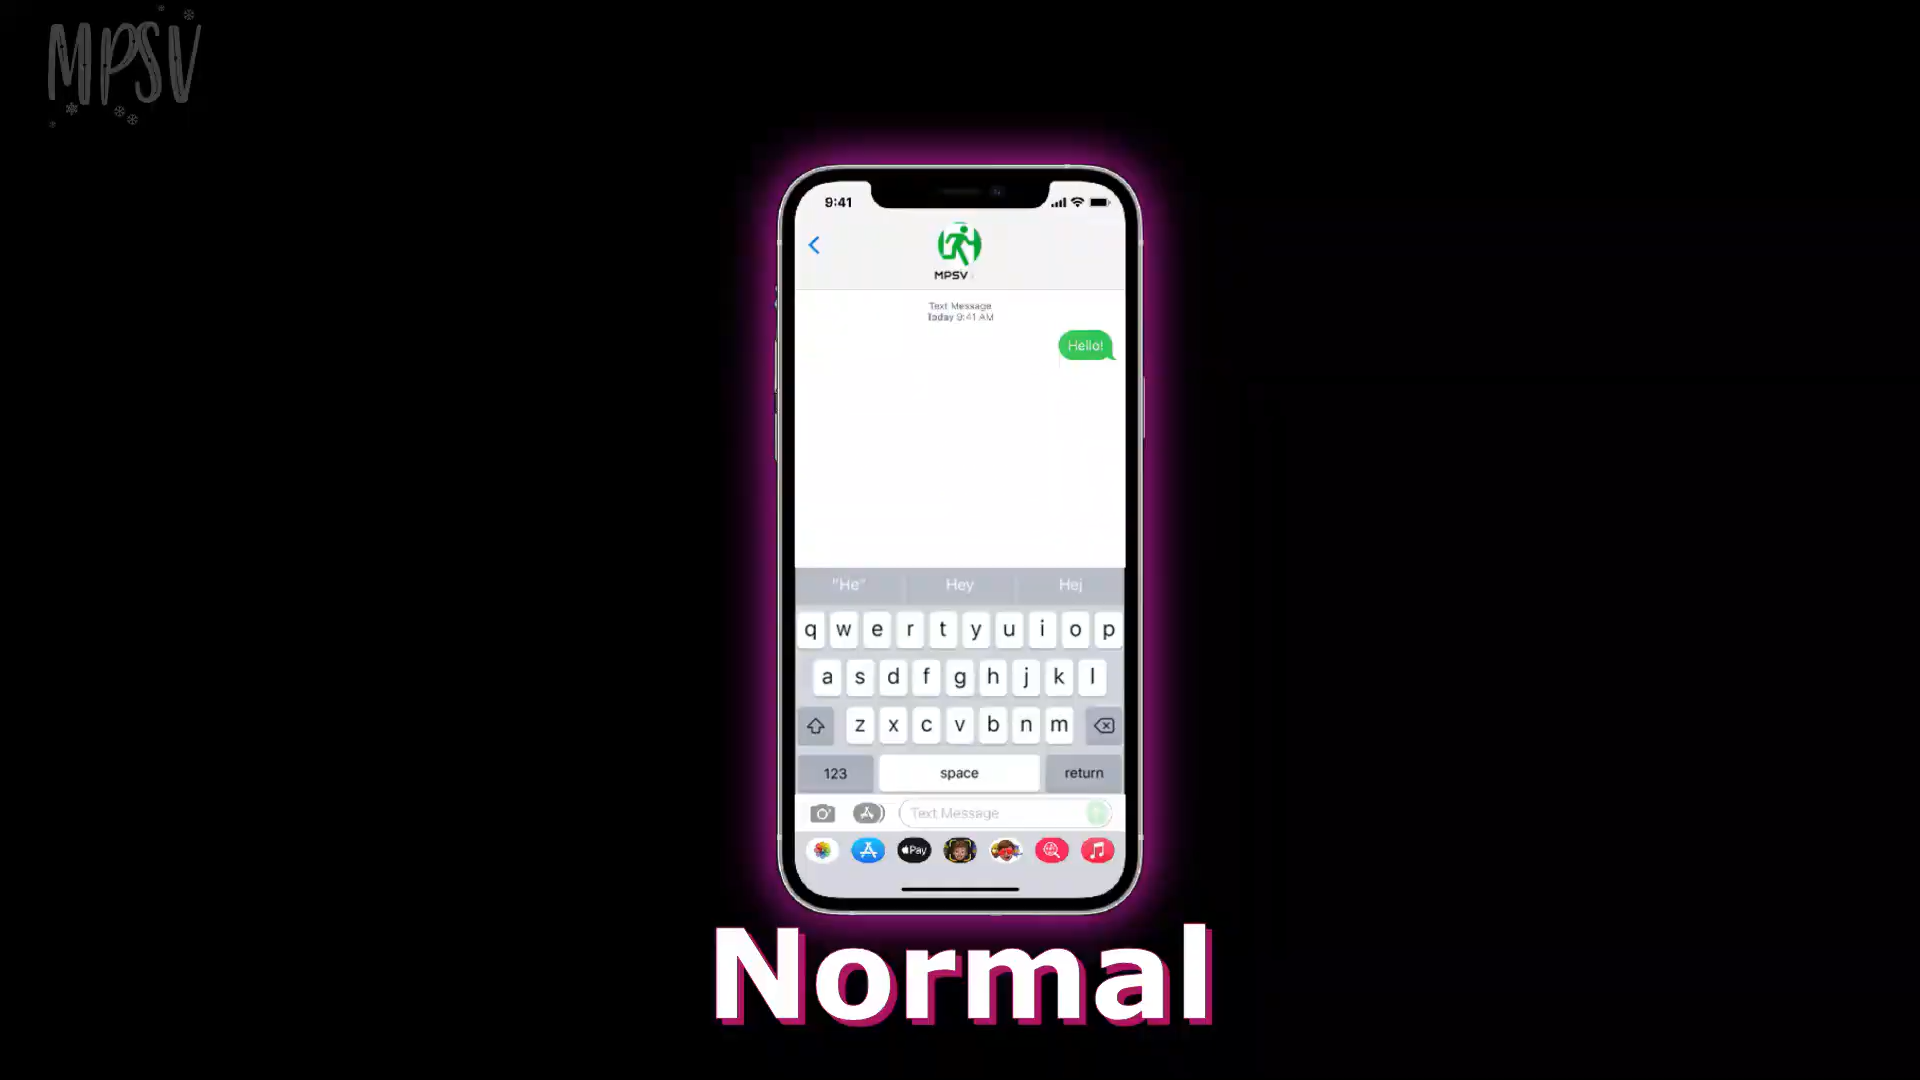 MPSV
9:41
MPSV
Text Message
Today 9:41 AM
Hello!
"He" Hey Hej
q w e r t y u i o p
a s d f g h j k l
z x c v b n m
123 space return
Text Message
Pay
Normal